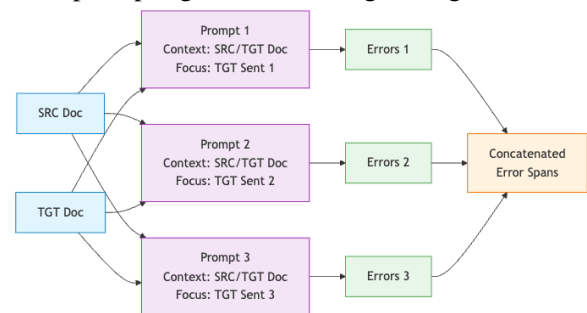 Prompt 1
Context: SRC/TGT Doc
Focus: TGT Sent 1
Errors 1
SRC Doc
Prompt 2
Context: SRC/TGT Doc
Focus: TGT Sent 2
Errors 2
Concatenated
Error Spans
TGT Doc
Prompt 3
Context: SRC/TGT Doc
Focus: TGT Sent 3
Errors 3